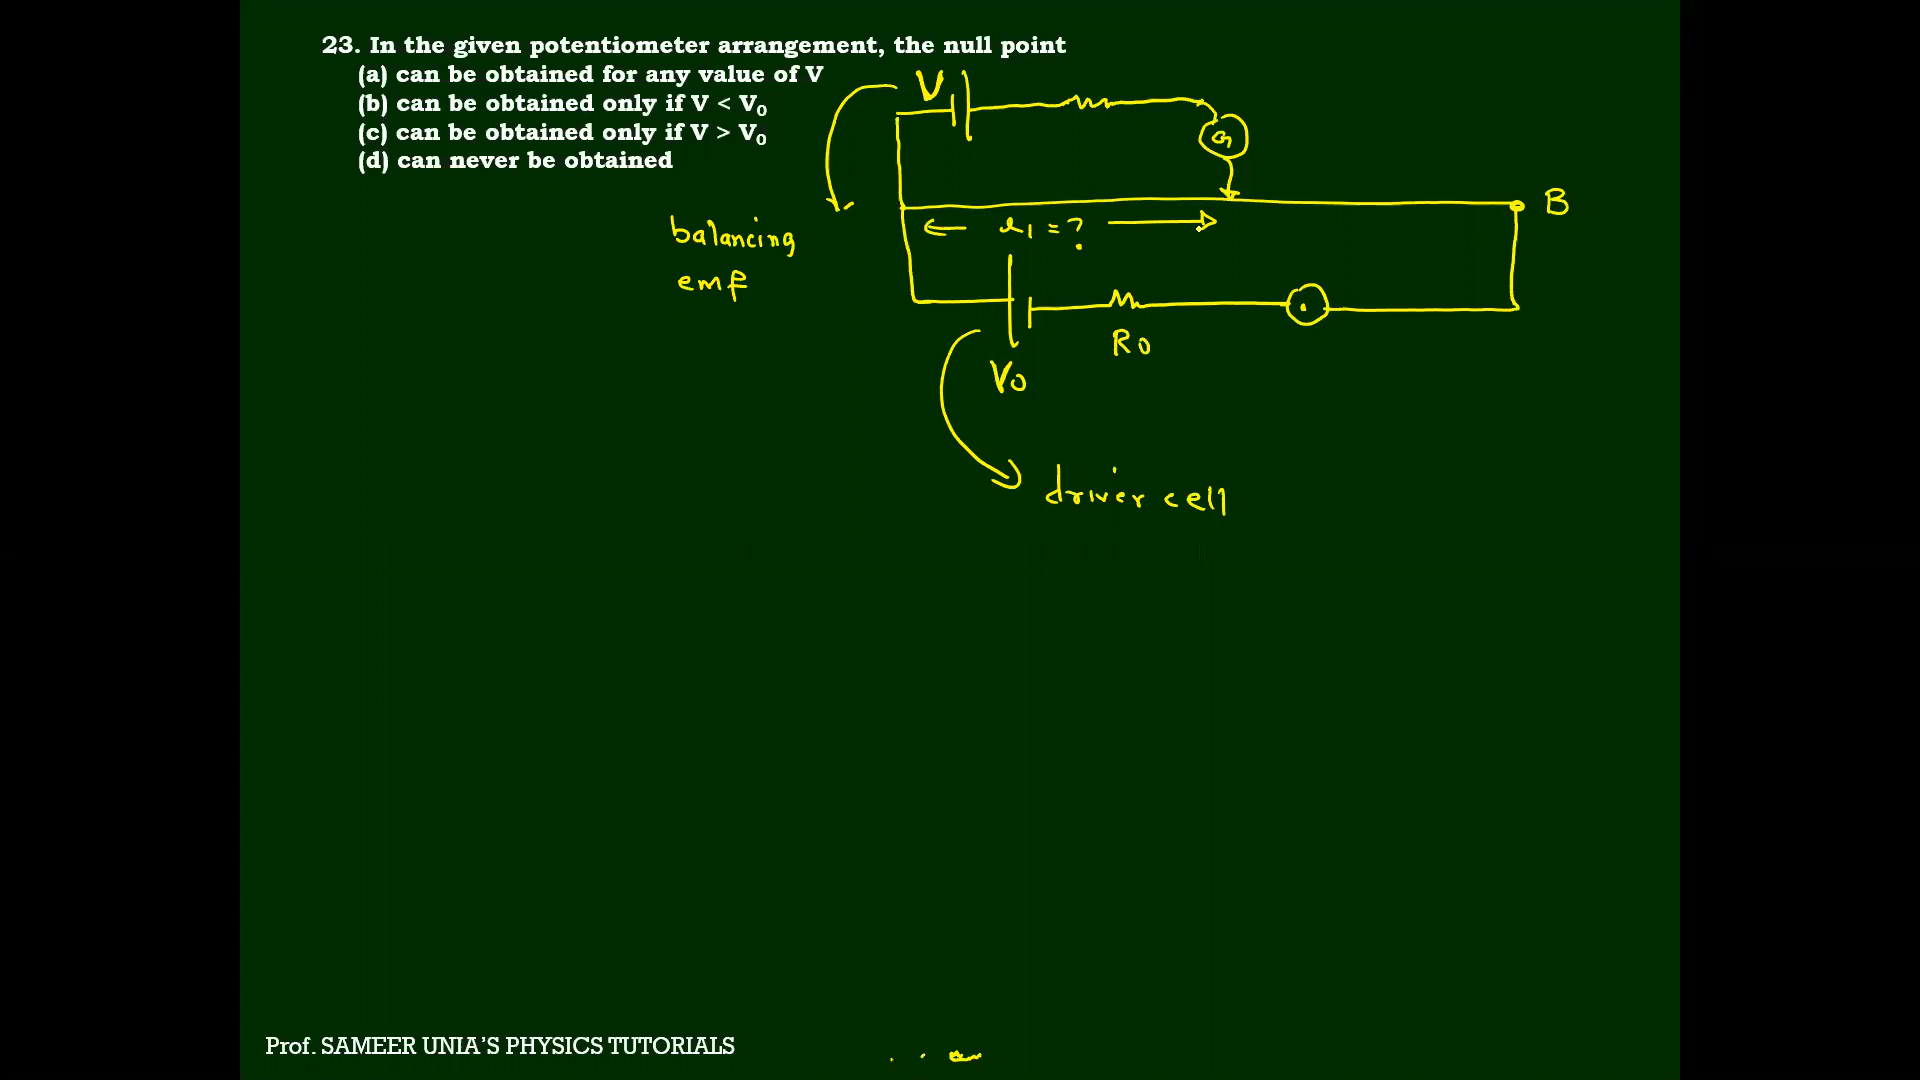 23. In the given potentiometer arrangement, the null point
(a) can be obtained for any value of V
(b) can be obtained only if V < V₀
(c) can be obtained only if V > V₀
(d) can never be obtained
V
G
B
l₁ = ?
balancing
emf
R₀
V₀
driver cell
Prof. SAMEER UNIA'S PHYSICS TUTORIALS